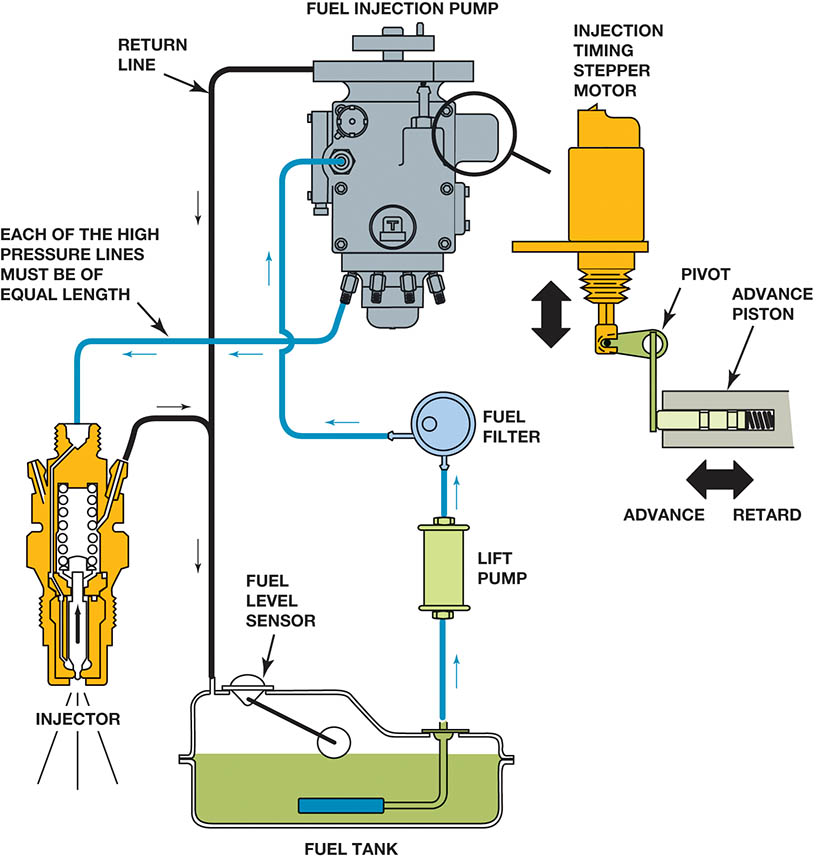 FUEL INJECTION PUMP
RETURN
LINE
INJECTION
TIMING
STEPPER
MOTOR
T
EACH OF THE HIGH
PRESSURE LINES
MUST BE OF
EQUAL LENGTH
PIVOT
ADVANCE
PISTON
FUEL
FILTER
ADVANCE
RETARD
LIFT
PUMP
FUEL
LEVEL
SENSOR
INJECTOR
FUEL TANK